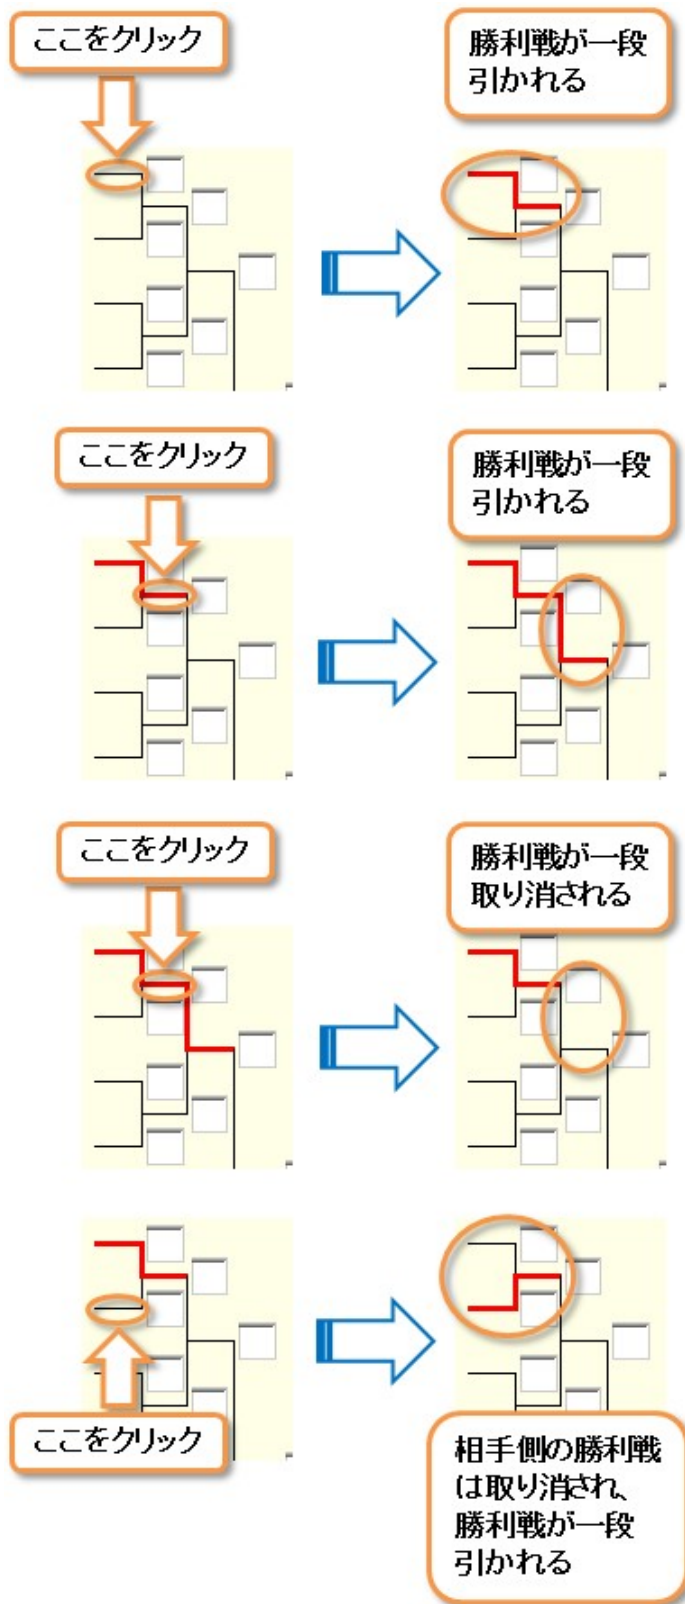 ここをクリック
勝利戦が一段
引かれる
ここをクリック
勝利戦が一段
引かれる
ここをクリック
勝利戦が一段
取り消される
ここをクリック
相手側の勝利戦
は取り消され、
勝利戦が一段
引かれる